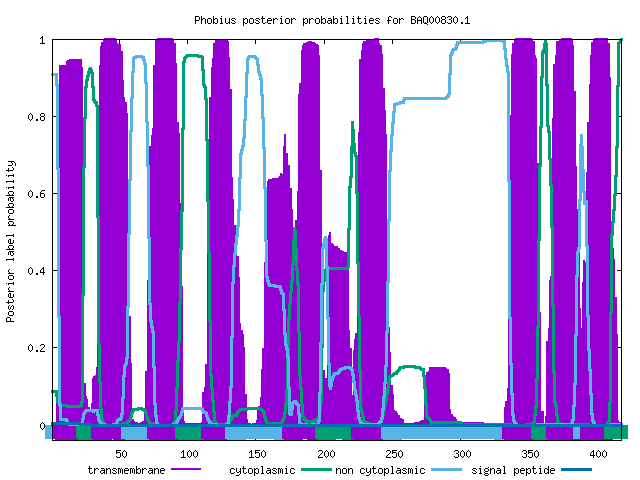 Phobius posterior probabilities for BAQ00830.1
Posterior label probability
1
0.8
0.6
0.4
0.2
0
50 100 150 200 250 300 350 400
transmembrane cytoplasmic non cytoplasmic signal peptide